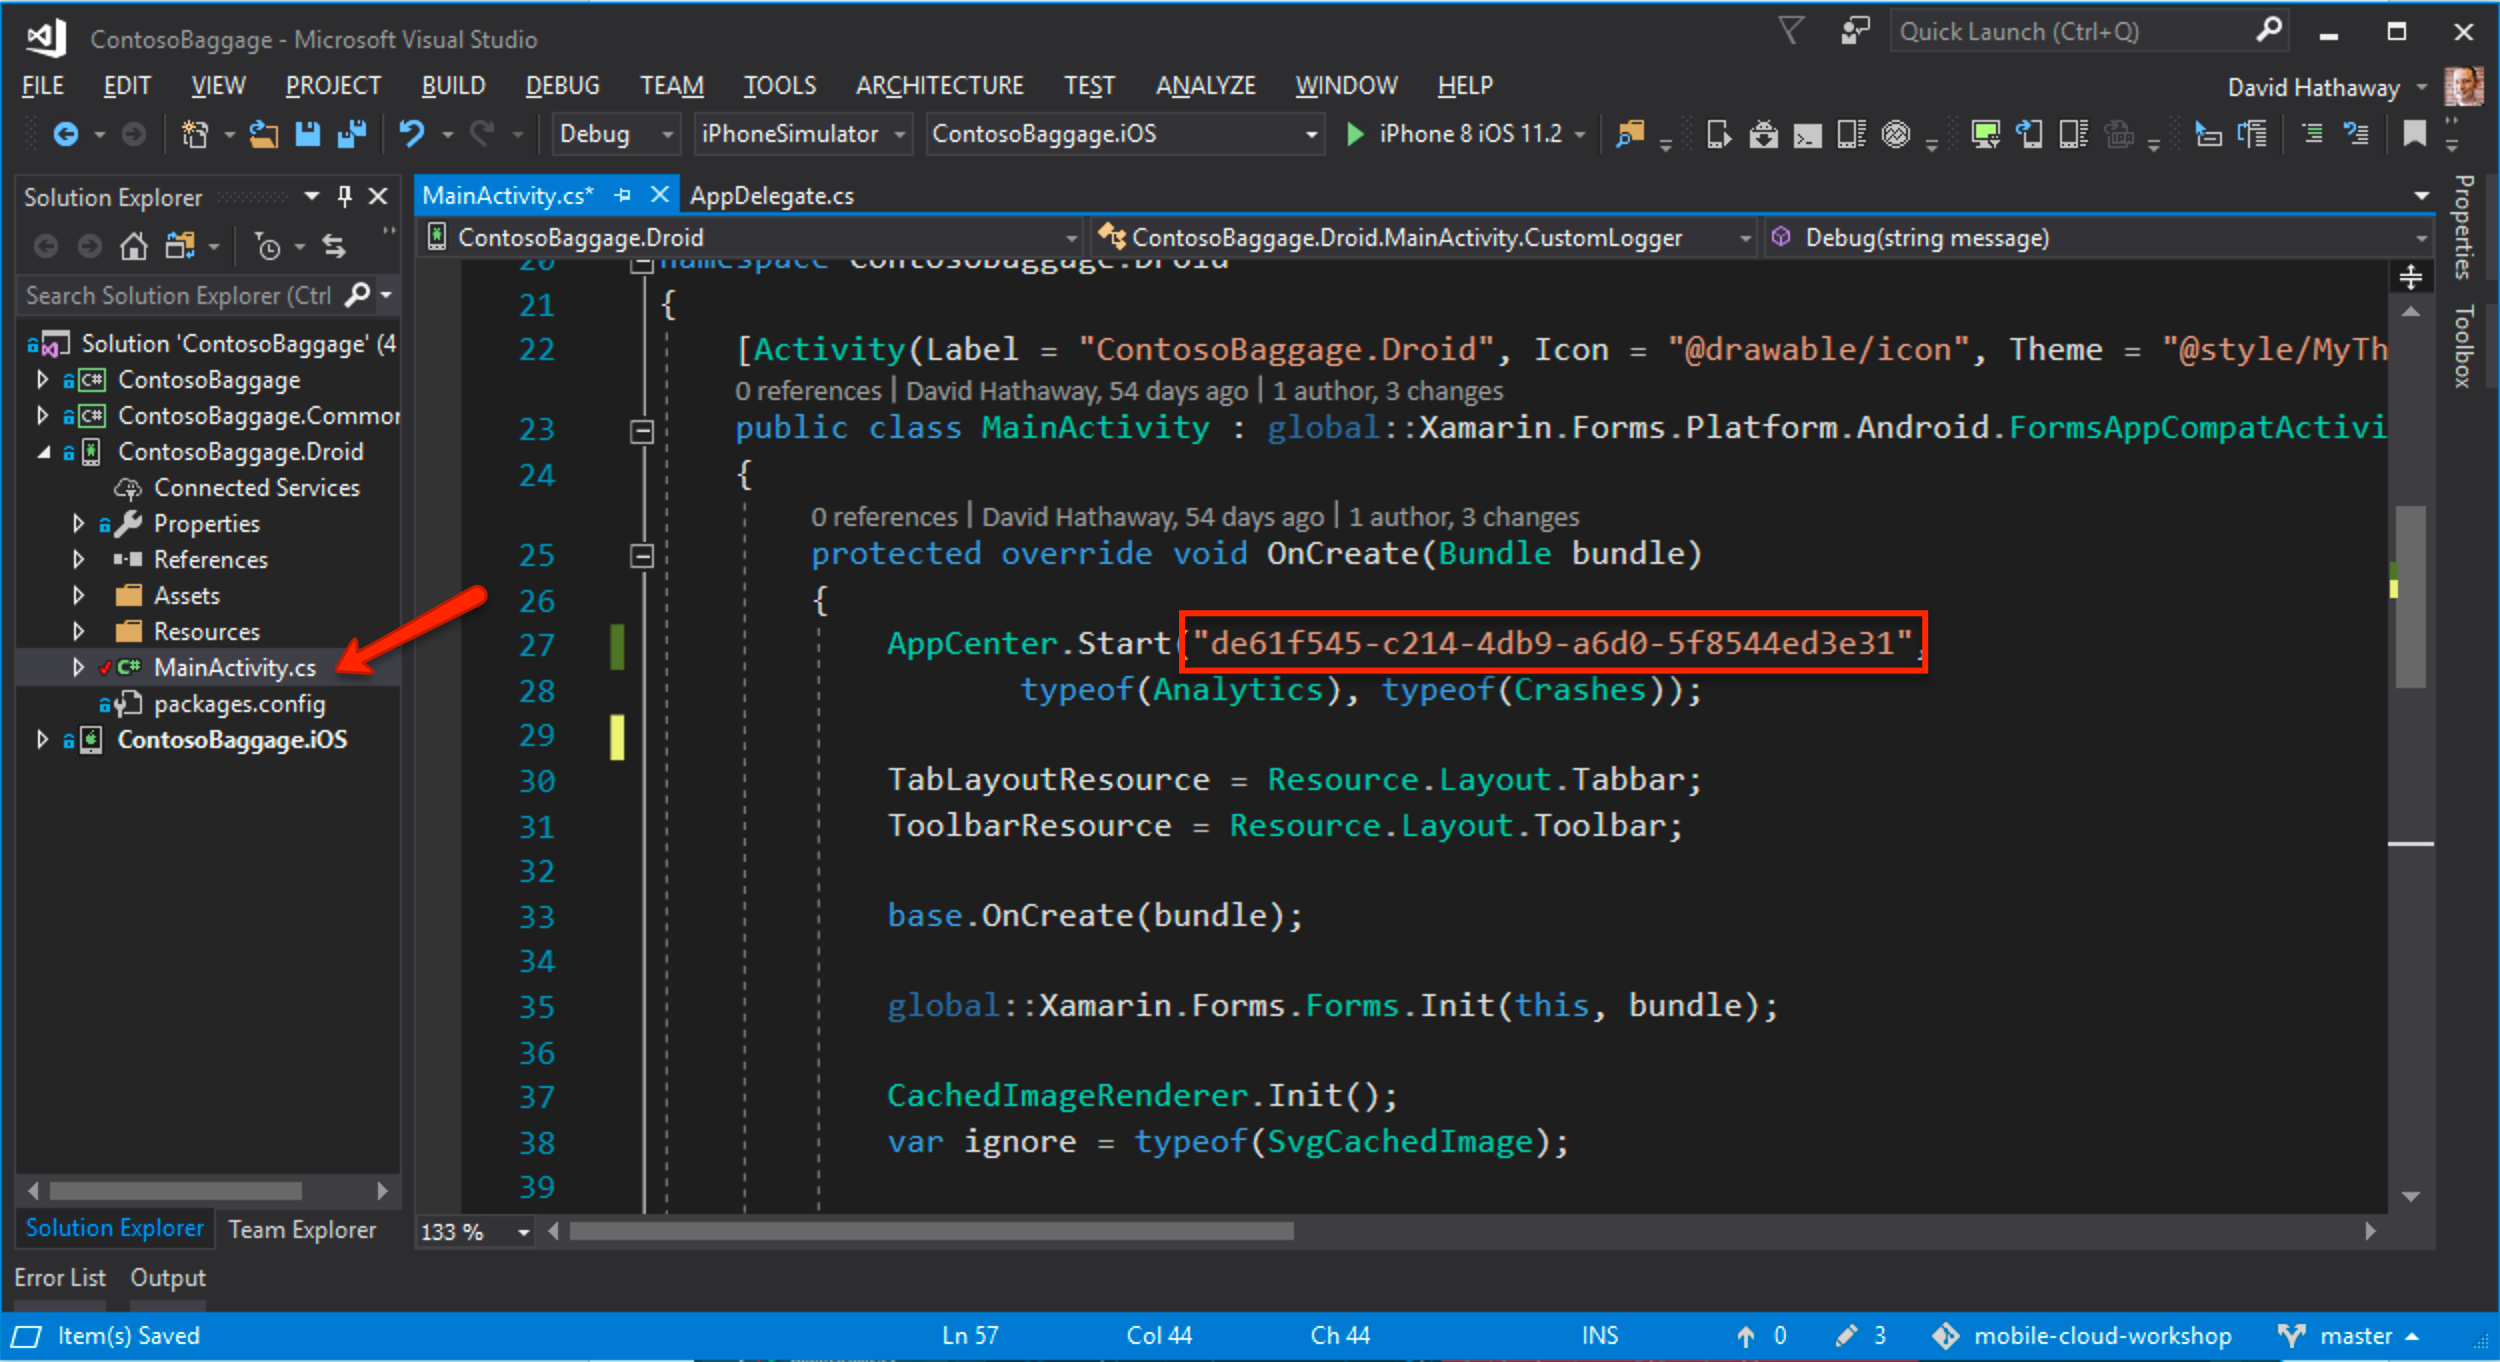 ContosoBaggage - Microsoft Visual Studio
Quick Launch (Ctrl+Q)
FILE EDIT VIEW PROJECT BUILD DEBUG TEAM TOOLS ARCHITECTURE TEST ANALYZE WINDOW HELP
David Hathaway
Debug iPhoneSimulator ContosoBaggage.iOS iPhone 8 iOS 11.2
Solution Explorer
Search Solution Explorer (Ctrl
Solution 'ContosoBaggage' (4
C# ContosoBaggage
C# ContosoBaggage.Common
ContosoBaggage.Droid
Connected Services
Properties
References
Assets
Resources
C# MainActivity.cs
packages.config
ContosoBaggage.iOS
Solution Explorer Team Explorer
MainActivity.cs* AppDelegate.cs
ContosoBaggage.Droid ContosoBaggage.Droid.MainActivity.CustomLogger Debug(string message)
20 namespace ContosoBaggage.Droid
21 {
22 [Activity(Label = "ContosoBaggage.Droid", Icon = "@drawable/icon", Theme = "@style/MyTh
0 references | David Hathaway, 54 days ago | 1 author, 3 changes
23 public class MainActivity : global::Xamarin.Forms.Platform.Android.FormsAppCompatActivi
24 {
0 references | David Hathaway, 54 days ago | 1 author, 3 changes
25 protected override void OnCreate(Bundle bundle)
26 {
27 AppCenter.Start("de61f545-c214-4db9-a6d0-5f8544ed3e31",
28 typeof(Analytics), typeof(Crashes));
29
30 TabLayoutResource = Resource.Layout.Tabbar;
31 ToolbarResource = Resource.Layout.Toolbar;
32
33 base.OnCreate(bundle);
34
35 global::Xamarin.Forms.Forms.Init(this, bundle);
36
37 CachedImageRenderer.Init();
38 var ignore = typeof(SvgCachedImage);
39
133 %
Properties
Toolbox
Error List Output
Item(s) Saved Ln 57 Col 44 Ch 44 INS 0 3 mobile-cloud-workshop master